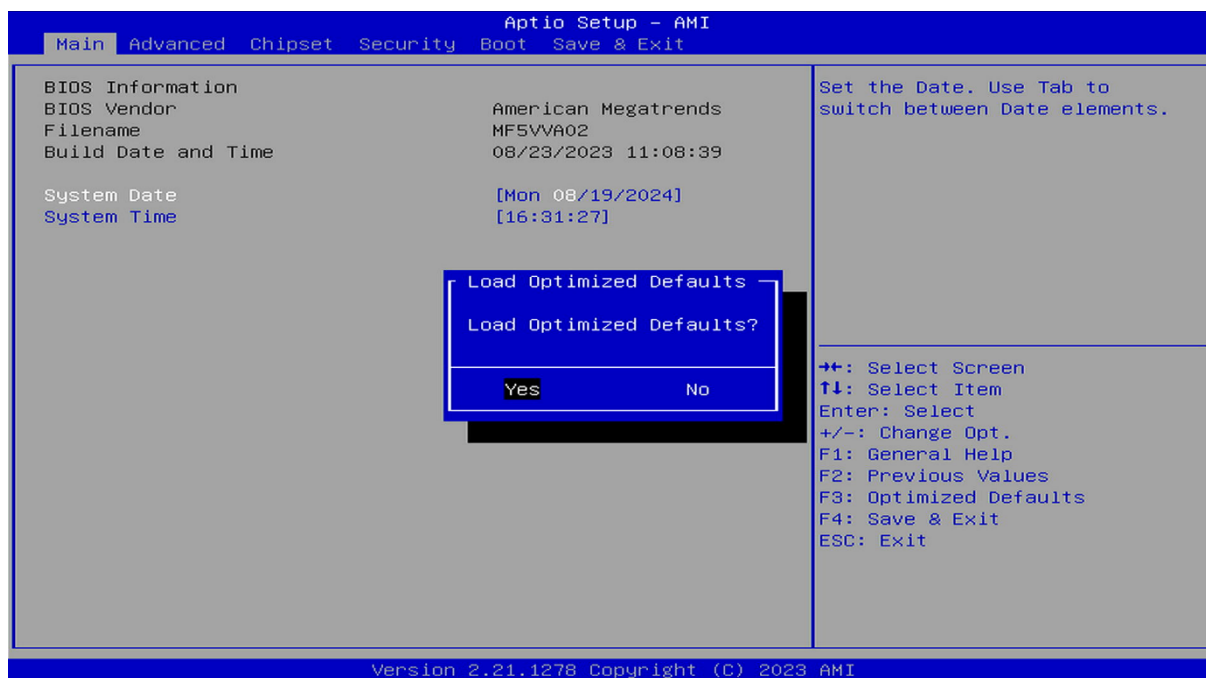 Aptio Setup – AMI
Main Advanced Chipset Security Boot Save & Exit
BIOS Information
BIOS Vendor American Megatrends
Filename MF5VVA02
Build Date and Time 08/23/2023 11:08:39
System Date [Mon 08/19/2024]
System Time [16:31:27]
Load Optimized Defaults
Load Optimized Defaults?
Yes No
Set the Date. Use Tab to
switch between Date elements.
→←: Select Screen
↑↓: Select Item
Enter: Select
+/-: Change Opt.
F1: General Help
F2: Previous Values
F3: Optimized Defaults
F4: Save & Exit
ESC: Exit
Version 2.21.1278 Copyright (C) 2023 AMI